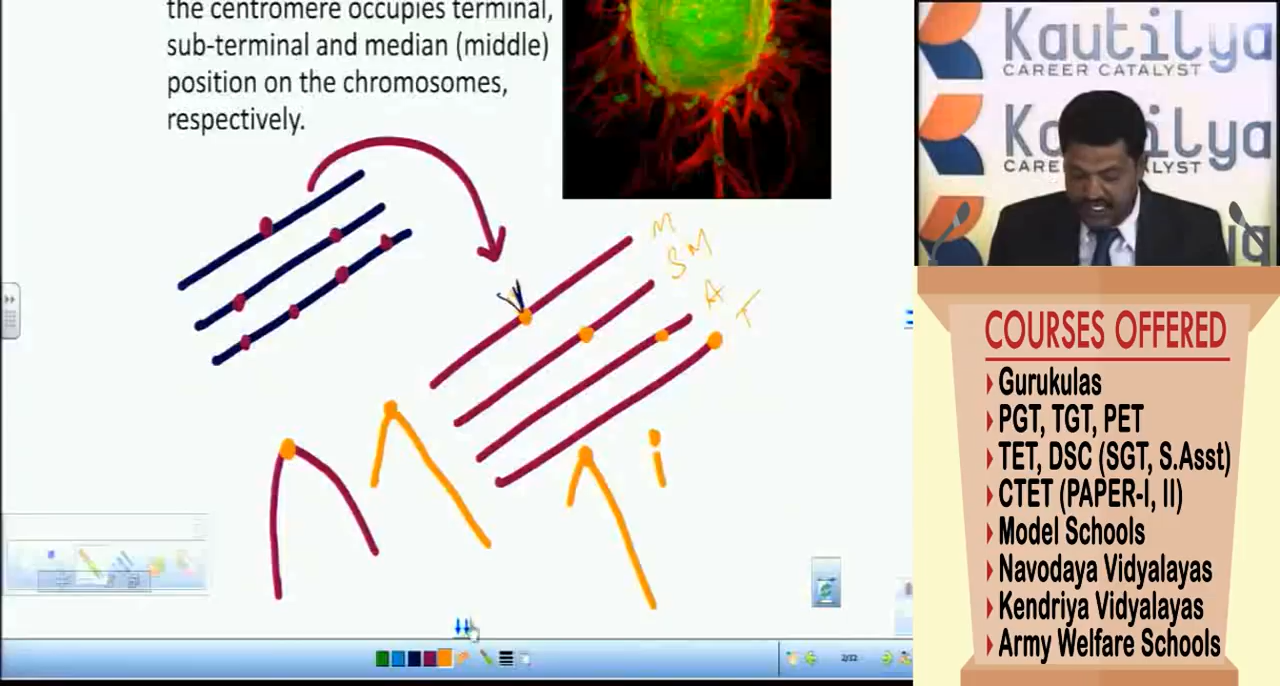 the centromere occupies terminal,
sub-terminal and median (middle)
position on the chromosomes,
respectively.
M
SM
A
T
i
2/12
Kautilya
CAREER CATALYST
Kautilya
CAREER CATALYST
COURSES OFFERED
Gurukulas
PGT, TGT, PET
TET, DSC (SGT, S.Asst)
CTET (PAPER-I, II)
Model Schools
Navodaya Vidyalayas
Kendriya Vidyalayas
Army Welfare Schools